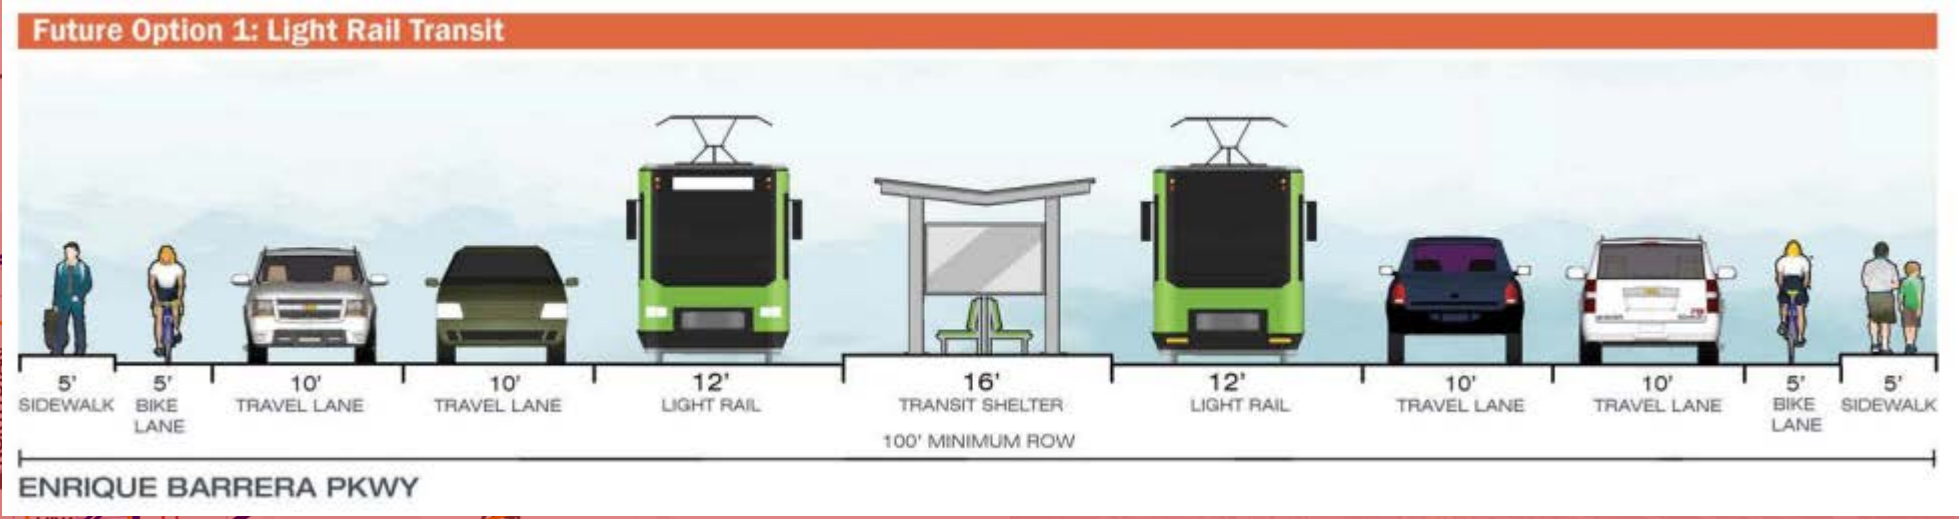 Future Option 1: Light Rail Transit
5' 5' 10' 10' 12' 16' 12' 10' 10' 5' 5'
SIDEWALK BIKE LANE TRAVEL LANE TRAVEL LANE LIGHT RAIL TRANSIT SHELTER LIGHT RAIL TRAVEL LANE TRAVEL LANE BIKE LANE SIDEWALK
100' MINIMUM ROW
ENRIQUE BARRERA PKWY